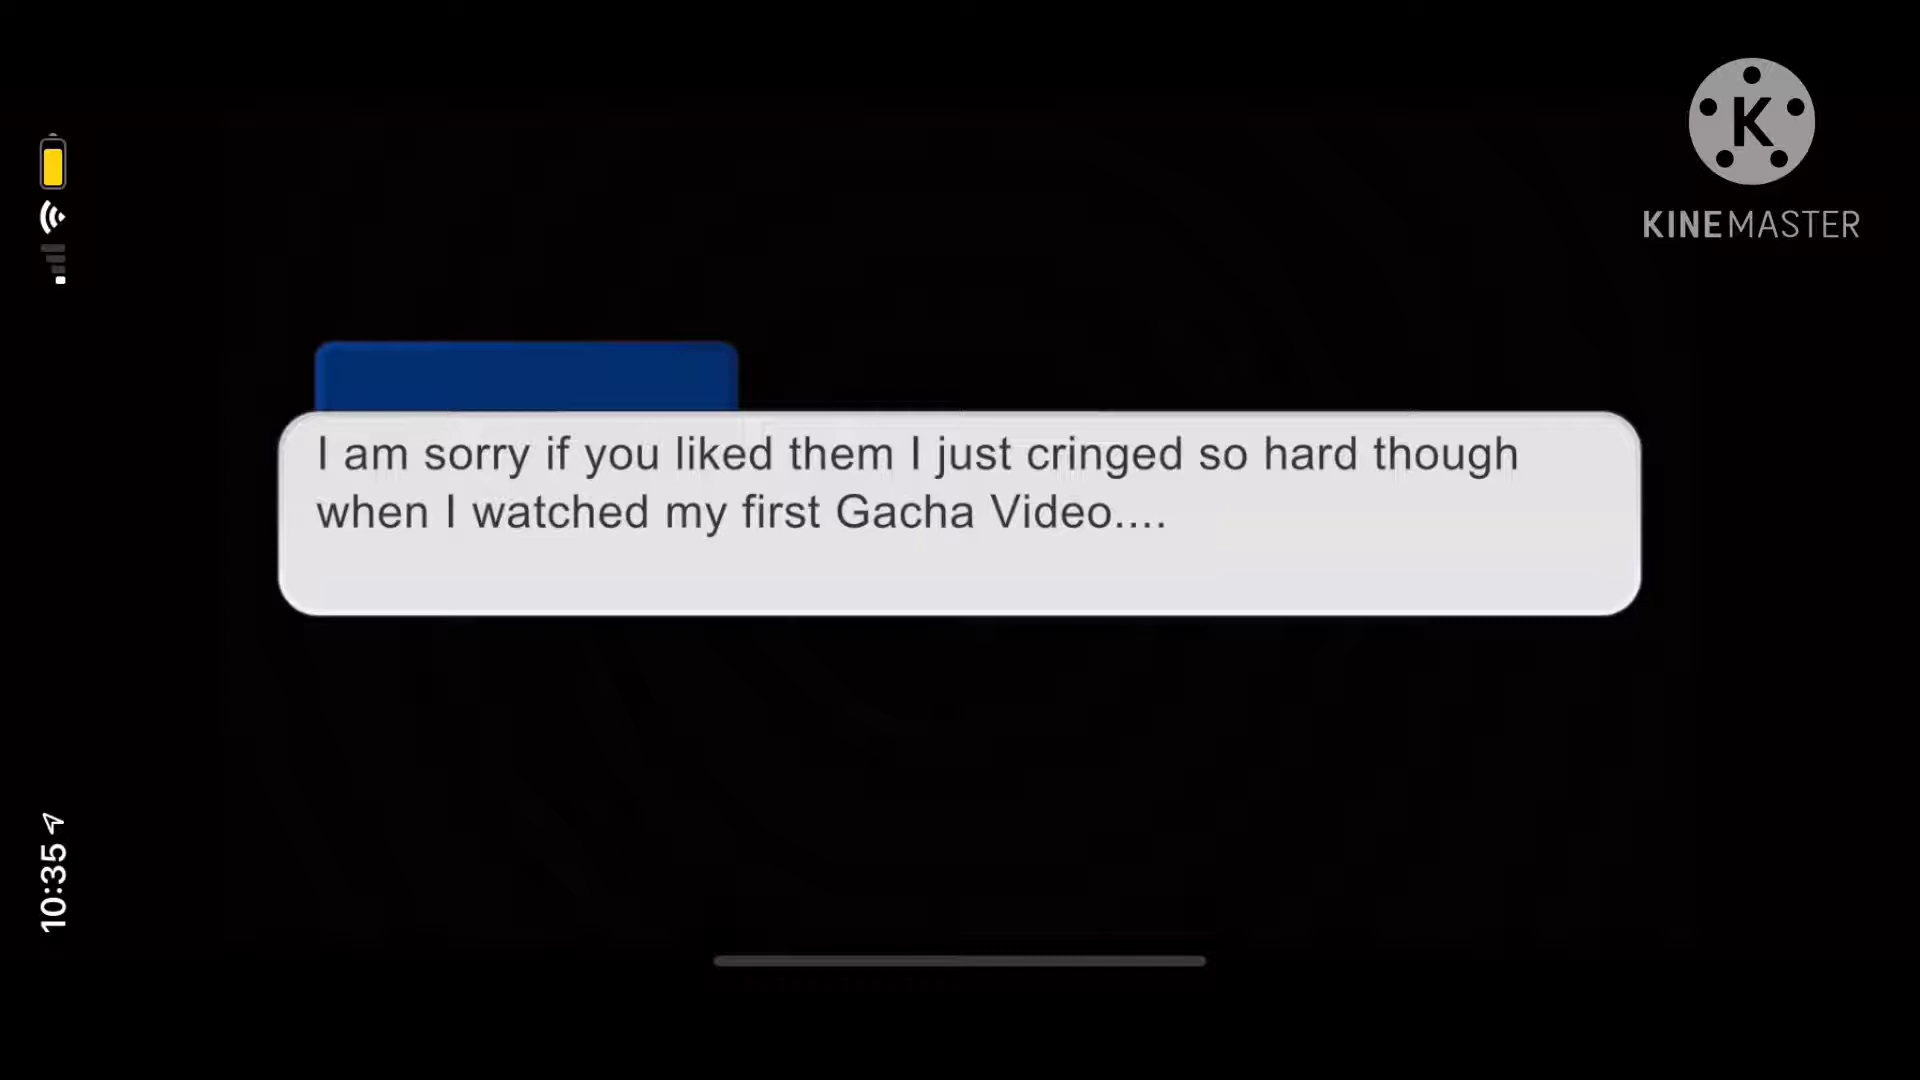 K
KINEMASTER
I am sorry if you liked them I just cringed so hard though
when I watched my first Gacha Video....
10:35